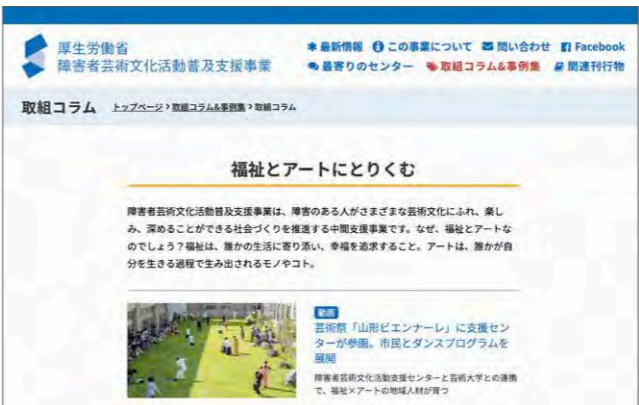 厚生労働省
障害者芸術文化活動普及支援事業
最新情報 この事業について 問い合わせ Facebook
最寄りのセンター 取組コラム&事例集 関連刊行物
取組コラム トップページ>取組コラム&事例集>取組コラム
福祉とアートにとりくむ
障害者芸術文化活動普及支援事業は、障害のある人がさまざまな芸術文化にふれ、楽し
み、深めることができる社会づくりを推進する中間支援事業です。なぜ、福祉とアートな
のでしょう？福祉は、誰かの生活に寄り添い、幸福を追求すること。アートは、誰かが自
分を生きる過程で生み出されるモノやコト。
動画
芸術祭「山形ビエンナーレ」に支援セン
ターが参画。市民とダンスプログラムを
展開
障害者芸術文化活動支援センターと芸術大学との連携
で、福祉×アートの地域人材が育つ